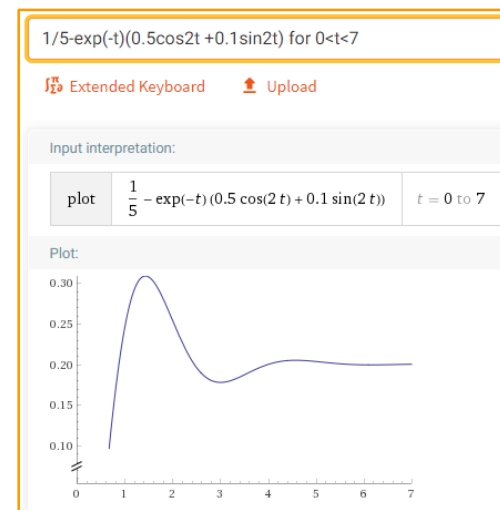 1/5-exp(-t)(0.5cos2t +0.1sin2t) for 0<t<7
Extended Keyboard Upload
Input interpretation:
plot 1/5 − exp(−t) (0.5 cos(2 t) + 0.1 sin(2 t)) t = 0 to 7
Plot:
0.30
0.25
0.20
0.15
0.10
0 1 2 3 4 5 6 7